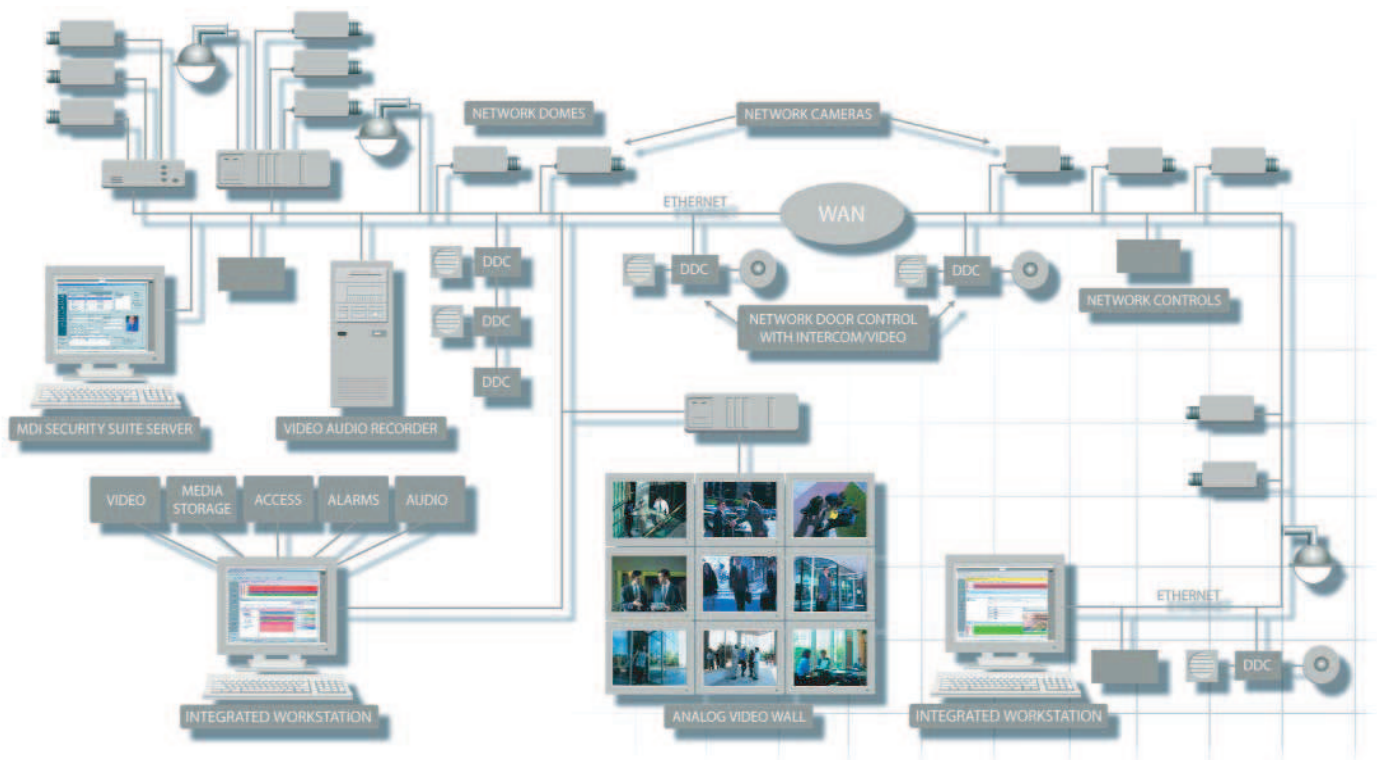 NETWORK DOMES
NETWORK CAMERAS
ETHERNET
WAN
DDC
DDC
DDC
DDC
NETWORK CONTROLS
DDC
NETWORK DOOR CONTROL
WITH INTERCOM/VIDEO
DDC
MDI SECURITY SUITE SERVER
VIDEO AUDIO RECORDER
VIDEO
MEDIA
STORAGE
ACCESS
ALARMS
AUDIO
ETHERNET
DDC
INTEGRATED WORKSTATION
ANALOG VIDEO WALL
INTEGRATED WORKSTATION